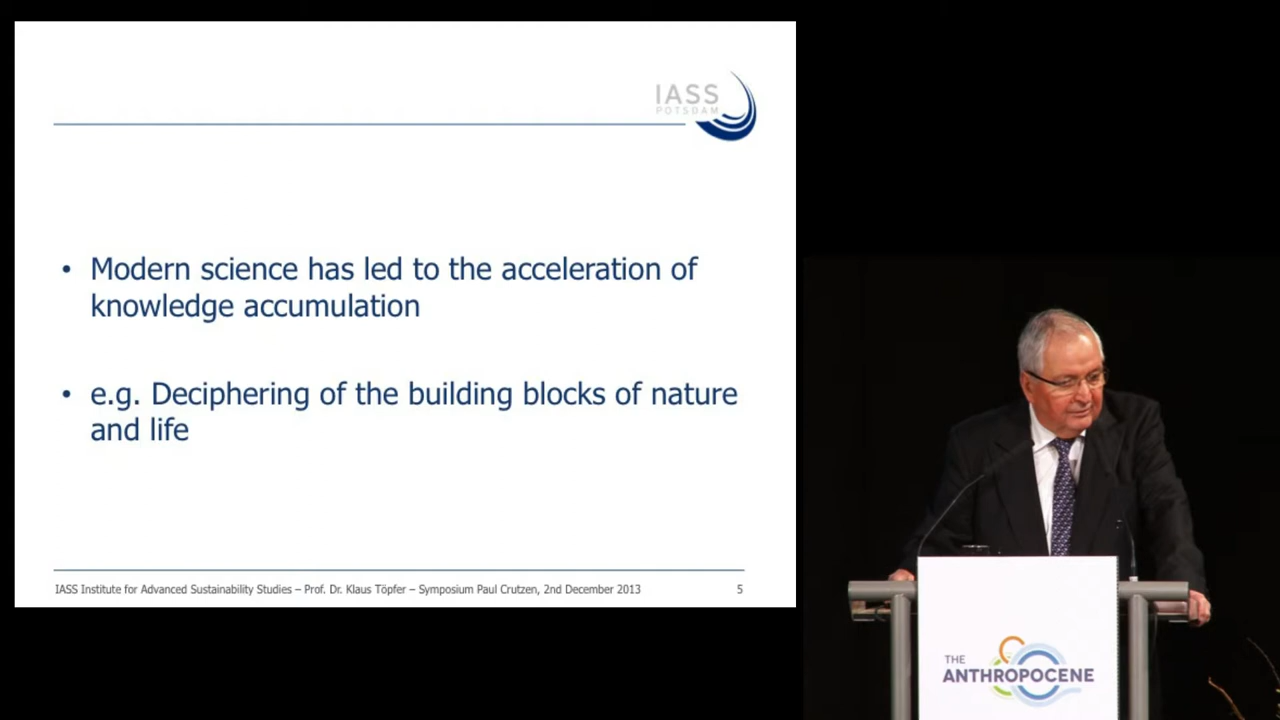 IASS
POTSDAM
• Modern science has led to the acceleration of
knowledge accumulation
• e.g. Deciphering of the building blocks of nature
and life
IASS Institute for Advanced Sustainability Studies – Prof. Dr. Klaus Töpfer – Symposium Paul Crutzen, 2nd December 2013
5
THE
ANTHROPOCENE